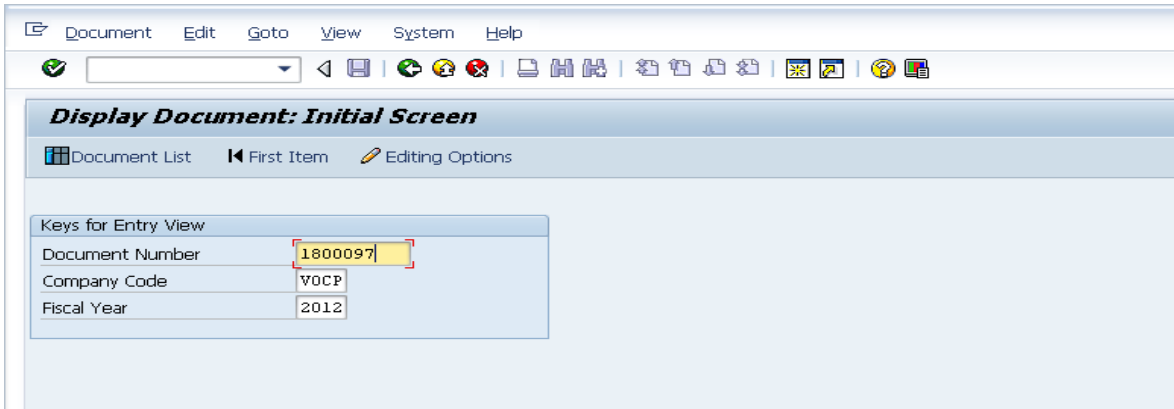 Document Edit Goto View System Help
Display Document: Initial Screen
Document List First Item Editing Options
Keys for Entry View
Document Number 1800097
Company Code VOCP
Fiscal Year 2012